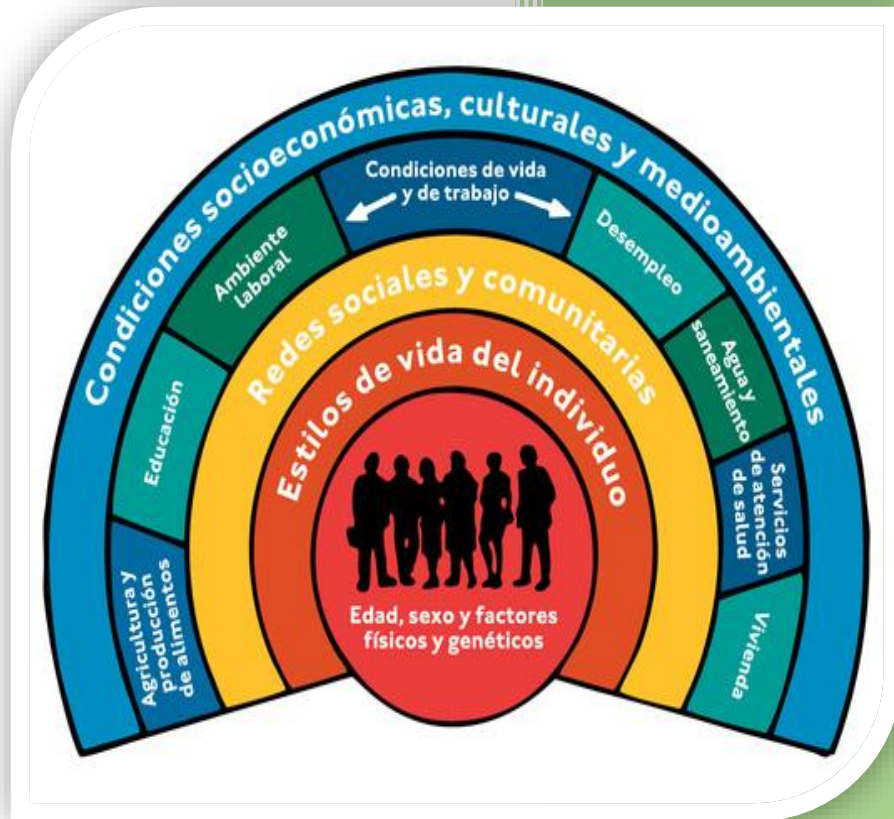 Condiciones socioeconómicas, culturales y medioambientales
Condiciones de vida
y de trabajo
Ambiente
laboral
Desempleo
Educación
Agua y
saneamiento
Agricultura y
producción
de alimentos
Servicios
de atención
de salud
Vivienda
Redes sociales y comunitarias
Estilos de vida del individuo
Edad, sexo y factores
físicos y genéticos